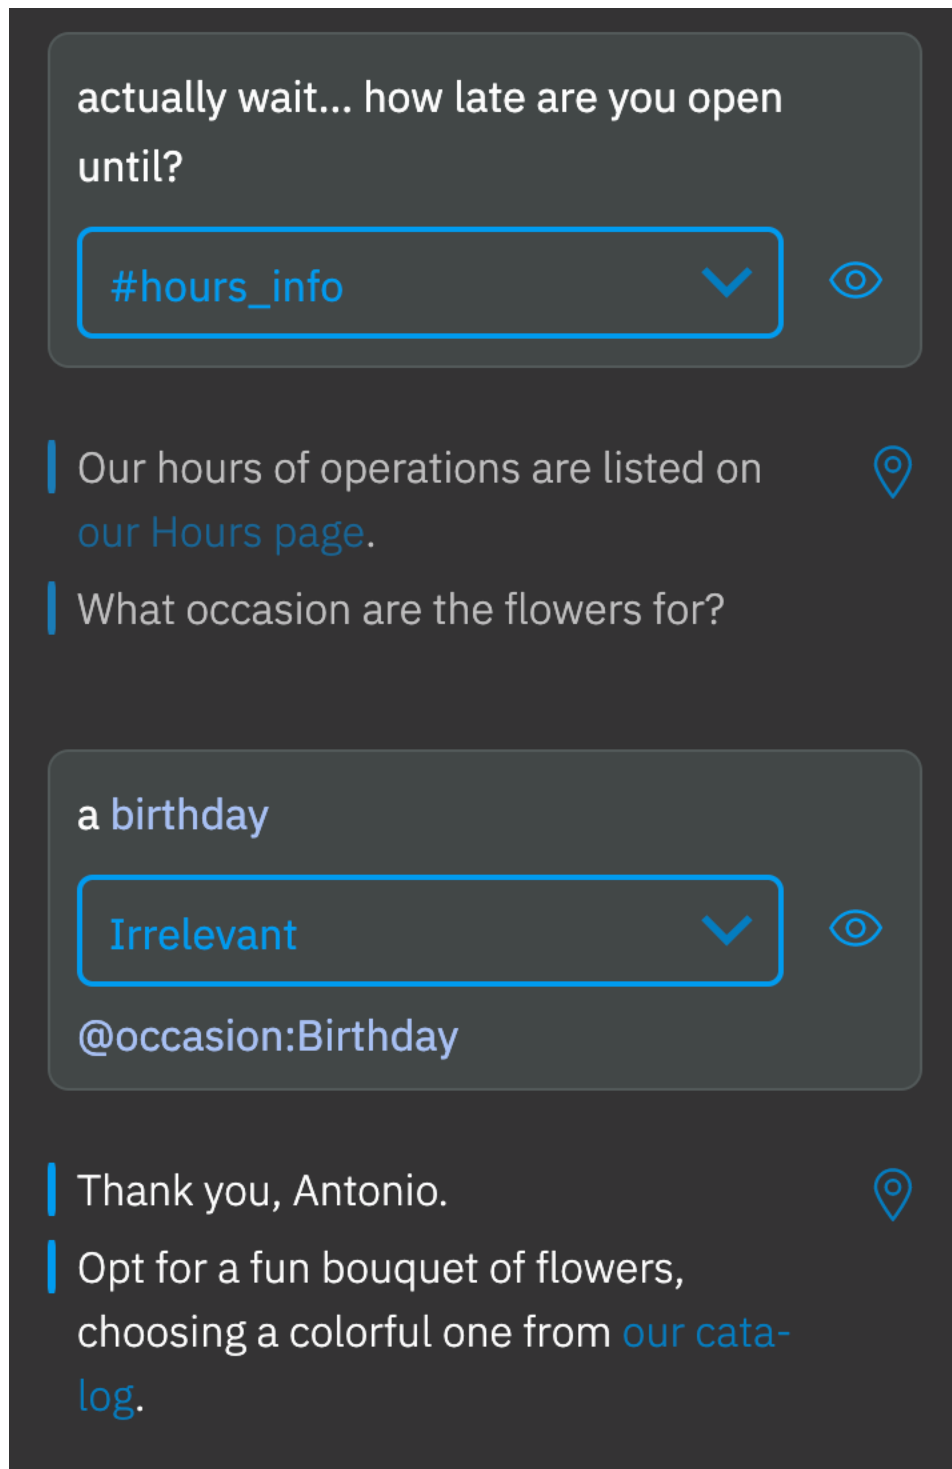 actually wait... how late are you open
until?
#hours_info
Our hours of operations are listed on
our Hours page.
What occasion are the flowers for?
a birthday
Irrelevant
@occasion:Birthday
Thank you, Antonio.
Opt for a fun bouquet of flowers,
choosing a colorful one from our cata-
log.